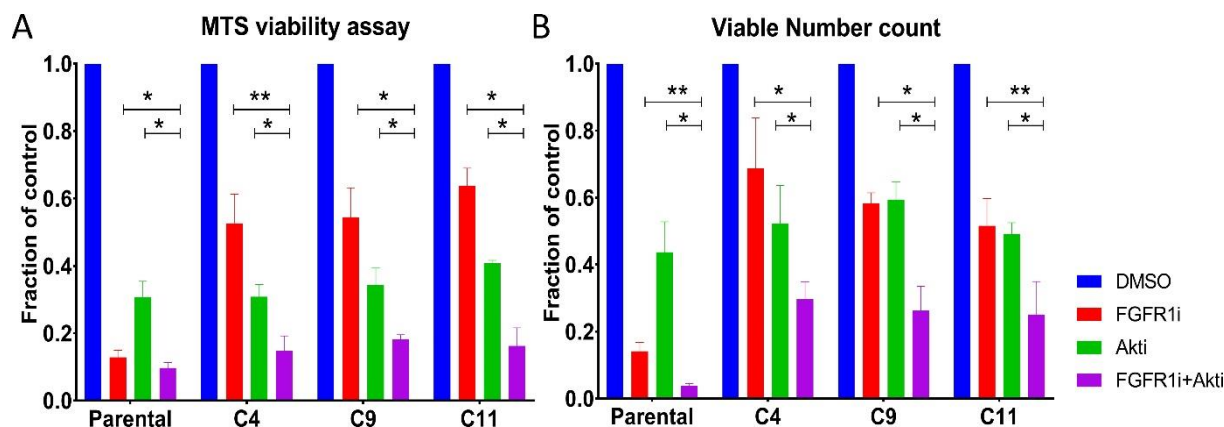 A
MTS viability assay
Fraction of control
1.0
0.8
0.6
0.4
0.2
0.0
*
*
**
*
*
*
*
*
Parental
C4
C9
C11
B
Viable Number count
Fraction of control
1.0
0.8
0.6
0.4
0.2
0.0
**
*
*
*
*
*
**
*
Parental
C4
C9
C11
DMSO
FGFR1i
Akti
FGFR1i+Akti